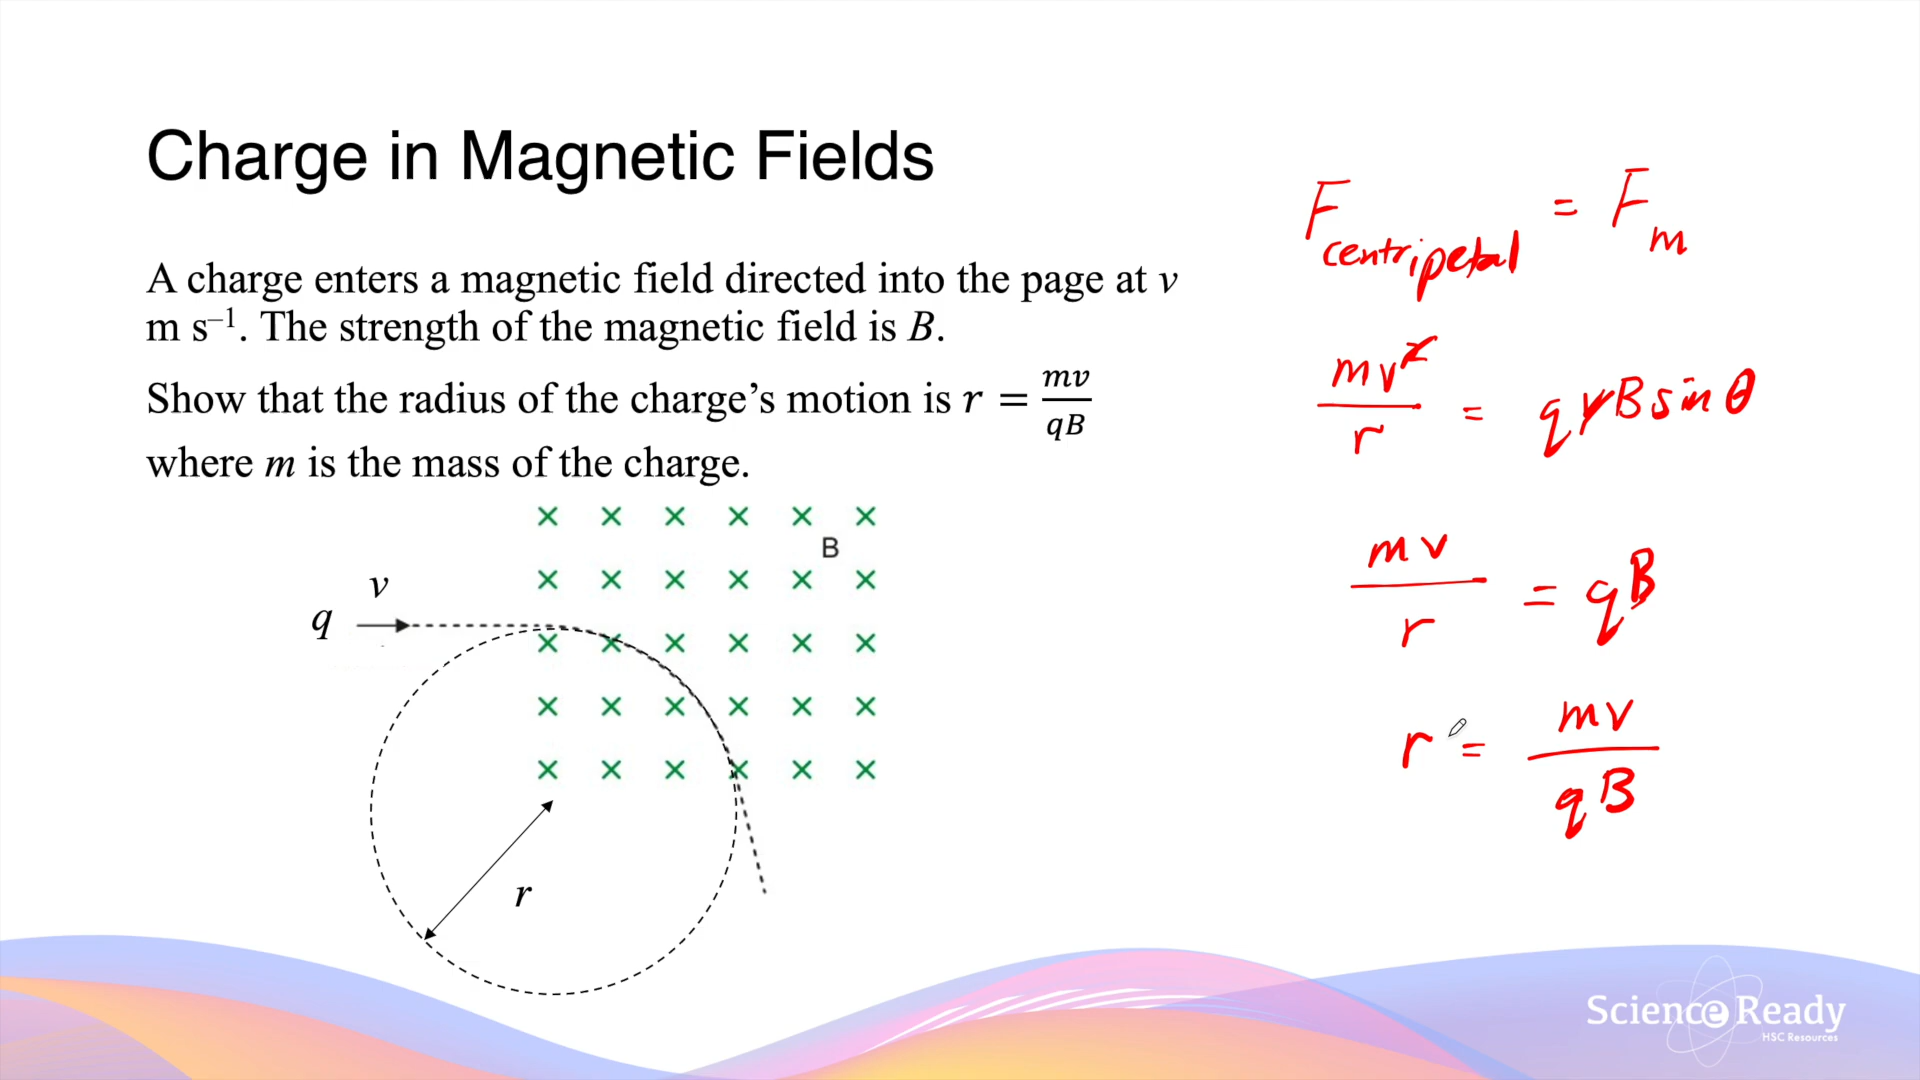 Charge in Magnetic Fields
A charge enters a magnetic field directed into the page at v
m s⁻¹. The strength of the magnetic field is B.
Show that the radius of the charge's motion is r = mv/qB
where m is the mass of the charge.
B
v
q
r
F centripetal = F m
mv²/r = qvB sin θ
mv/r = qB
r = mv/qB
Science Ready
HSC Resources